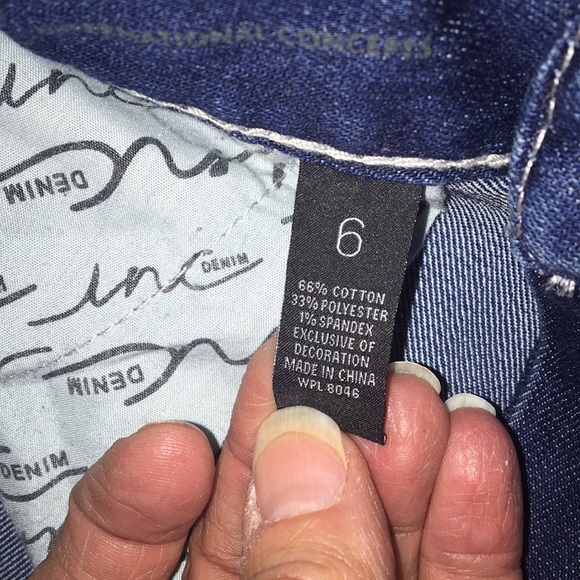 INTERNATIONAL CONCEPTS
inc
DENIM
inc
DENIM
DENIM
DENIM
6
66% COTTON
33% POLYESTER
1% SPANDEX
EXCLUSIVE OF
DECORATION
MADE IN CHINA
WPL 8046